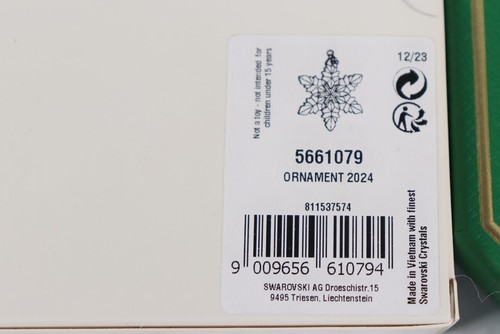 Not a toy - not intended for
children under 15 years
12/23
5661079
ORNAMENT 2024
811537574
9 009656 610794
SWAROVSKI AG Droeschistr.15
9495 Triesen, Liechtenstein
Made in Vietnam with finest
Swarovski Crystals